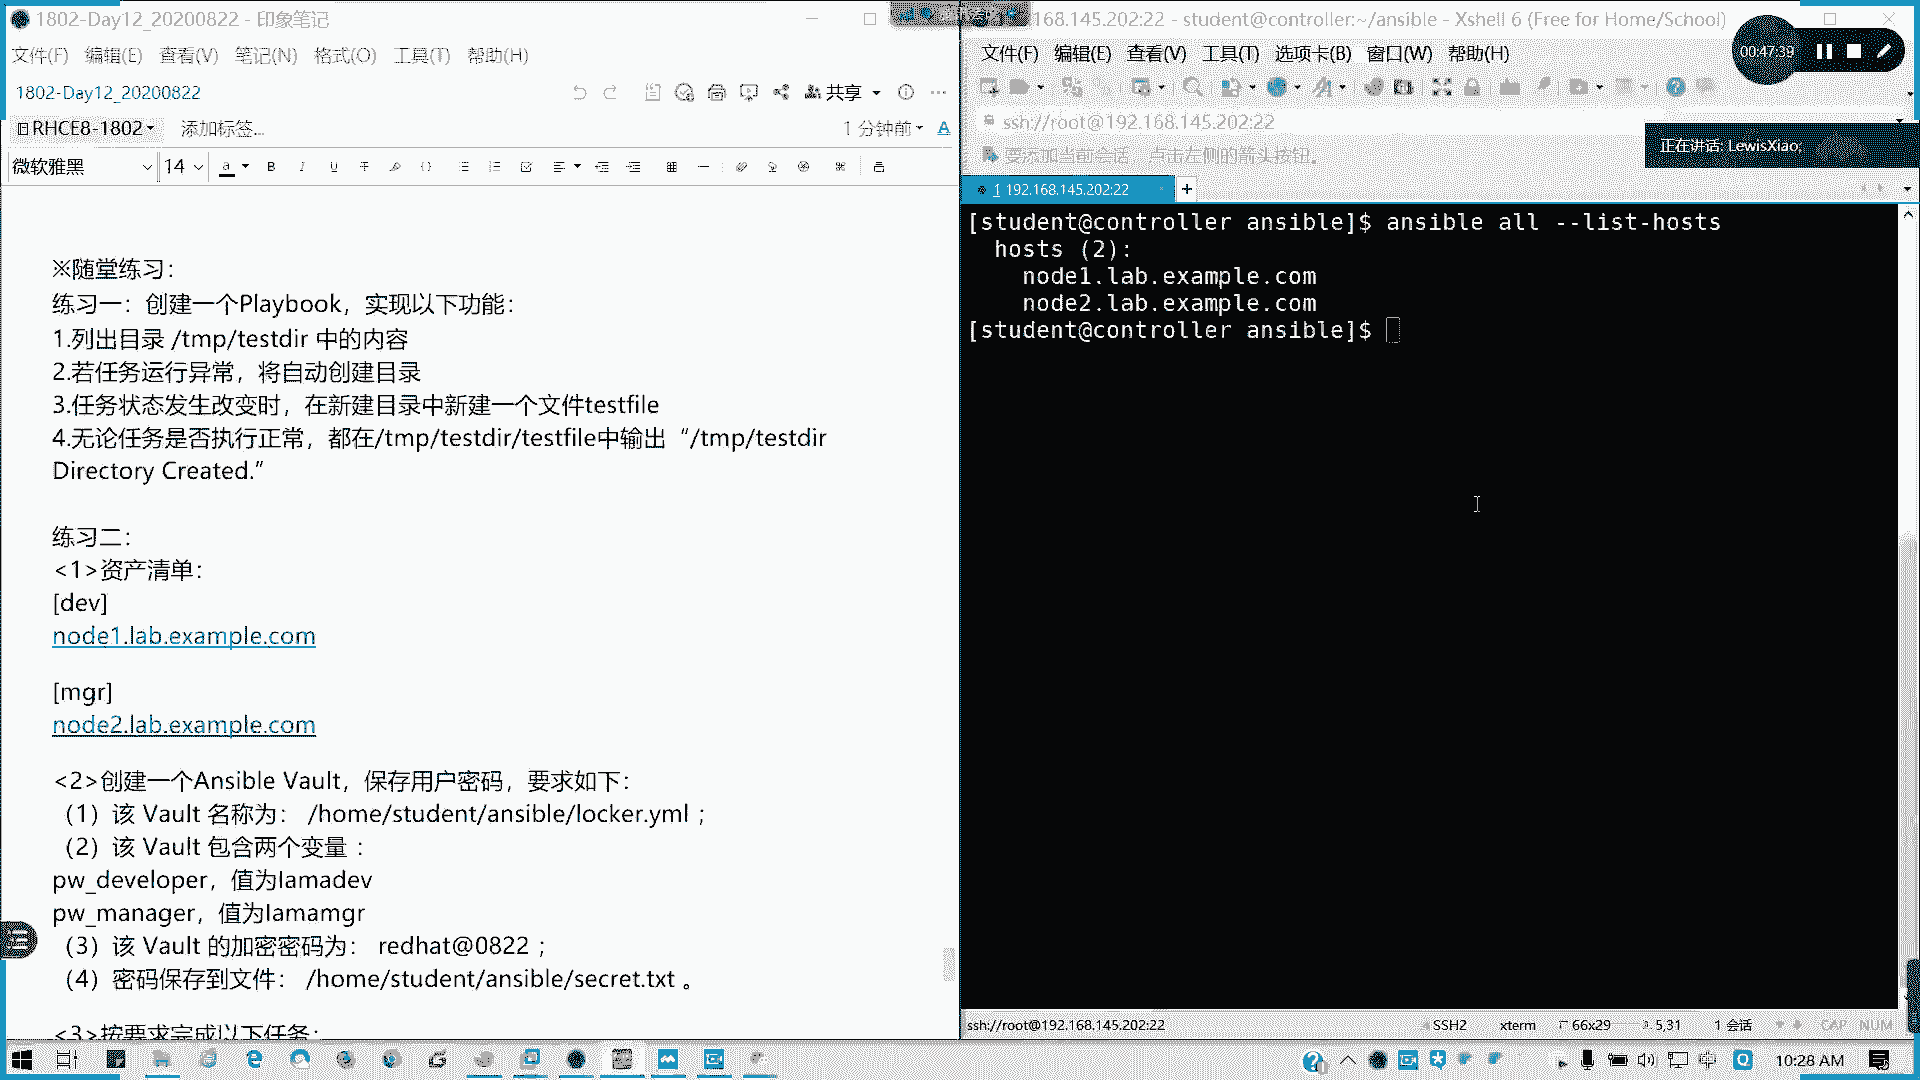 1802-Day12_20200822 - 印象笔记
文件(F) 编辑(E) 查看(V) 笔记(N) 格式(O) 工具(T) 帮助(H)
1802-Day12_20200822
共享
RHCE8-1802
添加标签...
1 分钟前
微软雅黑
14
※随堂练习：
练习一：创建一个Playbook，实现以下功能：
1.列出目录 /tmp/testdir 中的内容
2.若任务运行异常，将自动创建目录
3.任务状态发生改变时，在新建目录中新建一个文件testfile
4.无论任务是否执行正常，都在/tmp/testdir/testfile中输出“/tmp/testdir
Directory Created.”
练习二：
<1>资产清单：
[dev]
node1.lab.example.com
[mgr]
node2.lab.example.com
<2>创建一个Ansible Vault，保存用户密码，要求如下：
（1）该 Vault 名称为： /home/student/ansible/locker.yml ；
（2）该 Vault 包含两个变量 ：
pw_developer，值为Iamadev
pw_manager，值为Iamamgr
（3）该 Vault 的加密密码为： redhat@0822 ；
（4）密码保存到文件： /home/student/ansible/secret.txt 。
<3>按要求完成以下任务：
168.145.202:22 - student@controller:~/ansible - Xshell 6 (Free for Home/School)
文件(F) 编辑(E) 查看(V) 工具(T) 选项卡(B) 窗口(W) 帮助(H)
00:47:39
ssh://root@192.168.145.202:22
要添加当前会话，点击左侧的箭头按钮。
正在讲话: LewisXiao;
1 192.168.145.202:22
[student@controller ansible]$ ansible all --list-hosts
hosts (2):
node1.lab.example.com
node2.lab.example.com
[student@controller ansible]$
ssh://root@192.168.145.202:22
SSH2
xterm
66x29
5,31
1 会话
CAP
NUM
中
10:28 AM